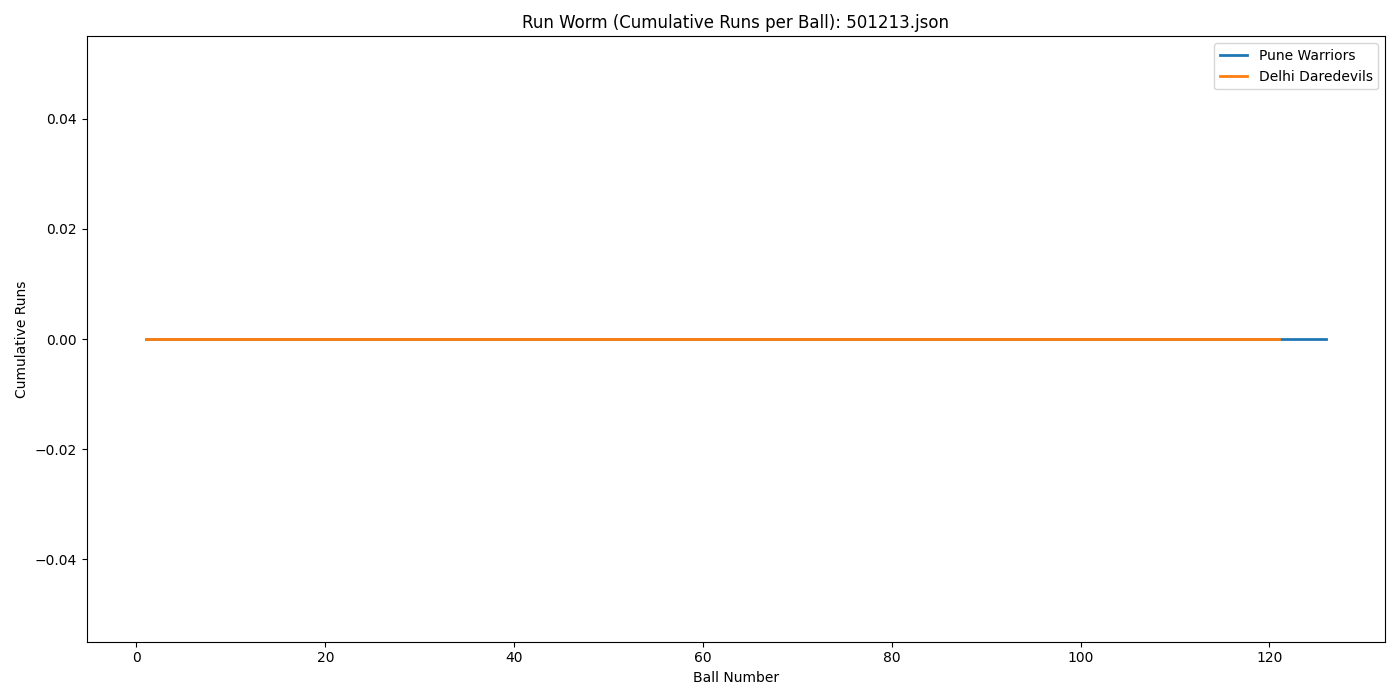 Run Worm (Cumulative Runs per Ball): 501213.json
Pune Warriors
Delhi Daredevils
0.04
0.02
0.00
−0.02
−0.04
Cumulative Runs
0 20 40 60 80 100 120
Ball Number